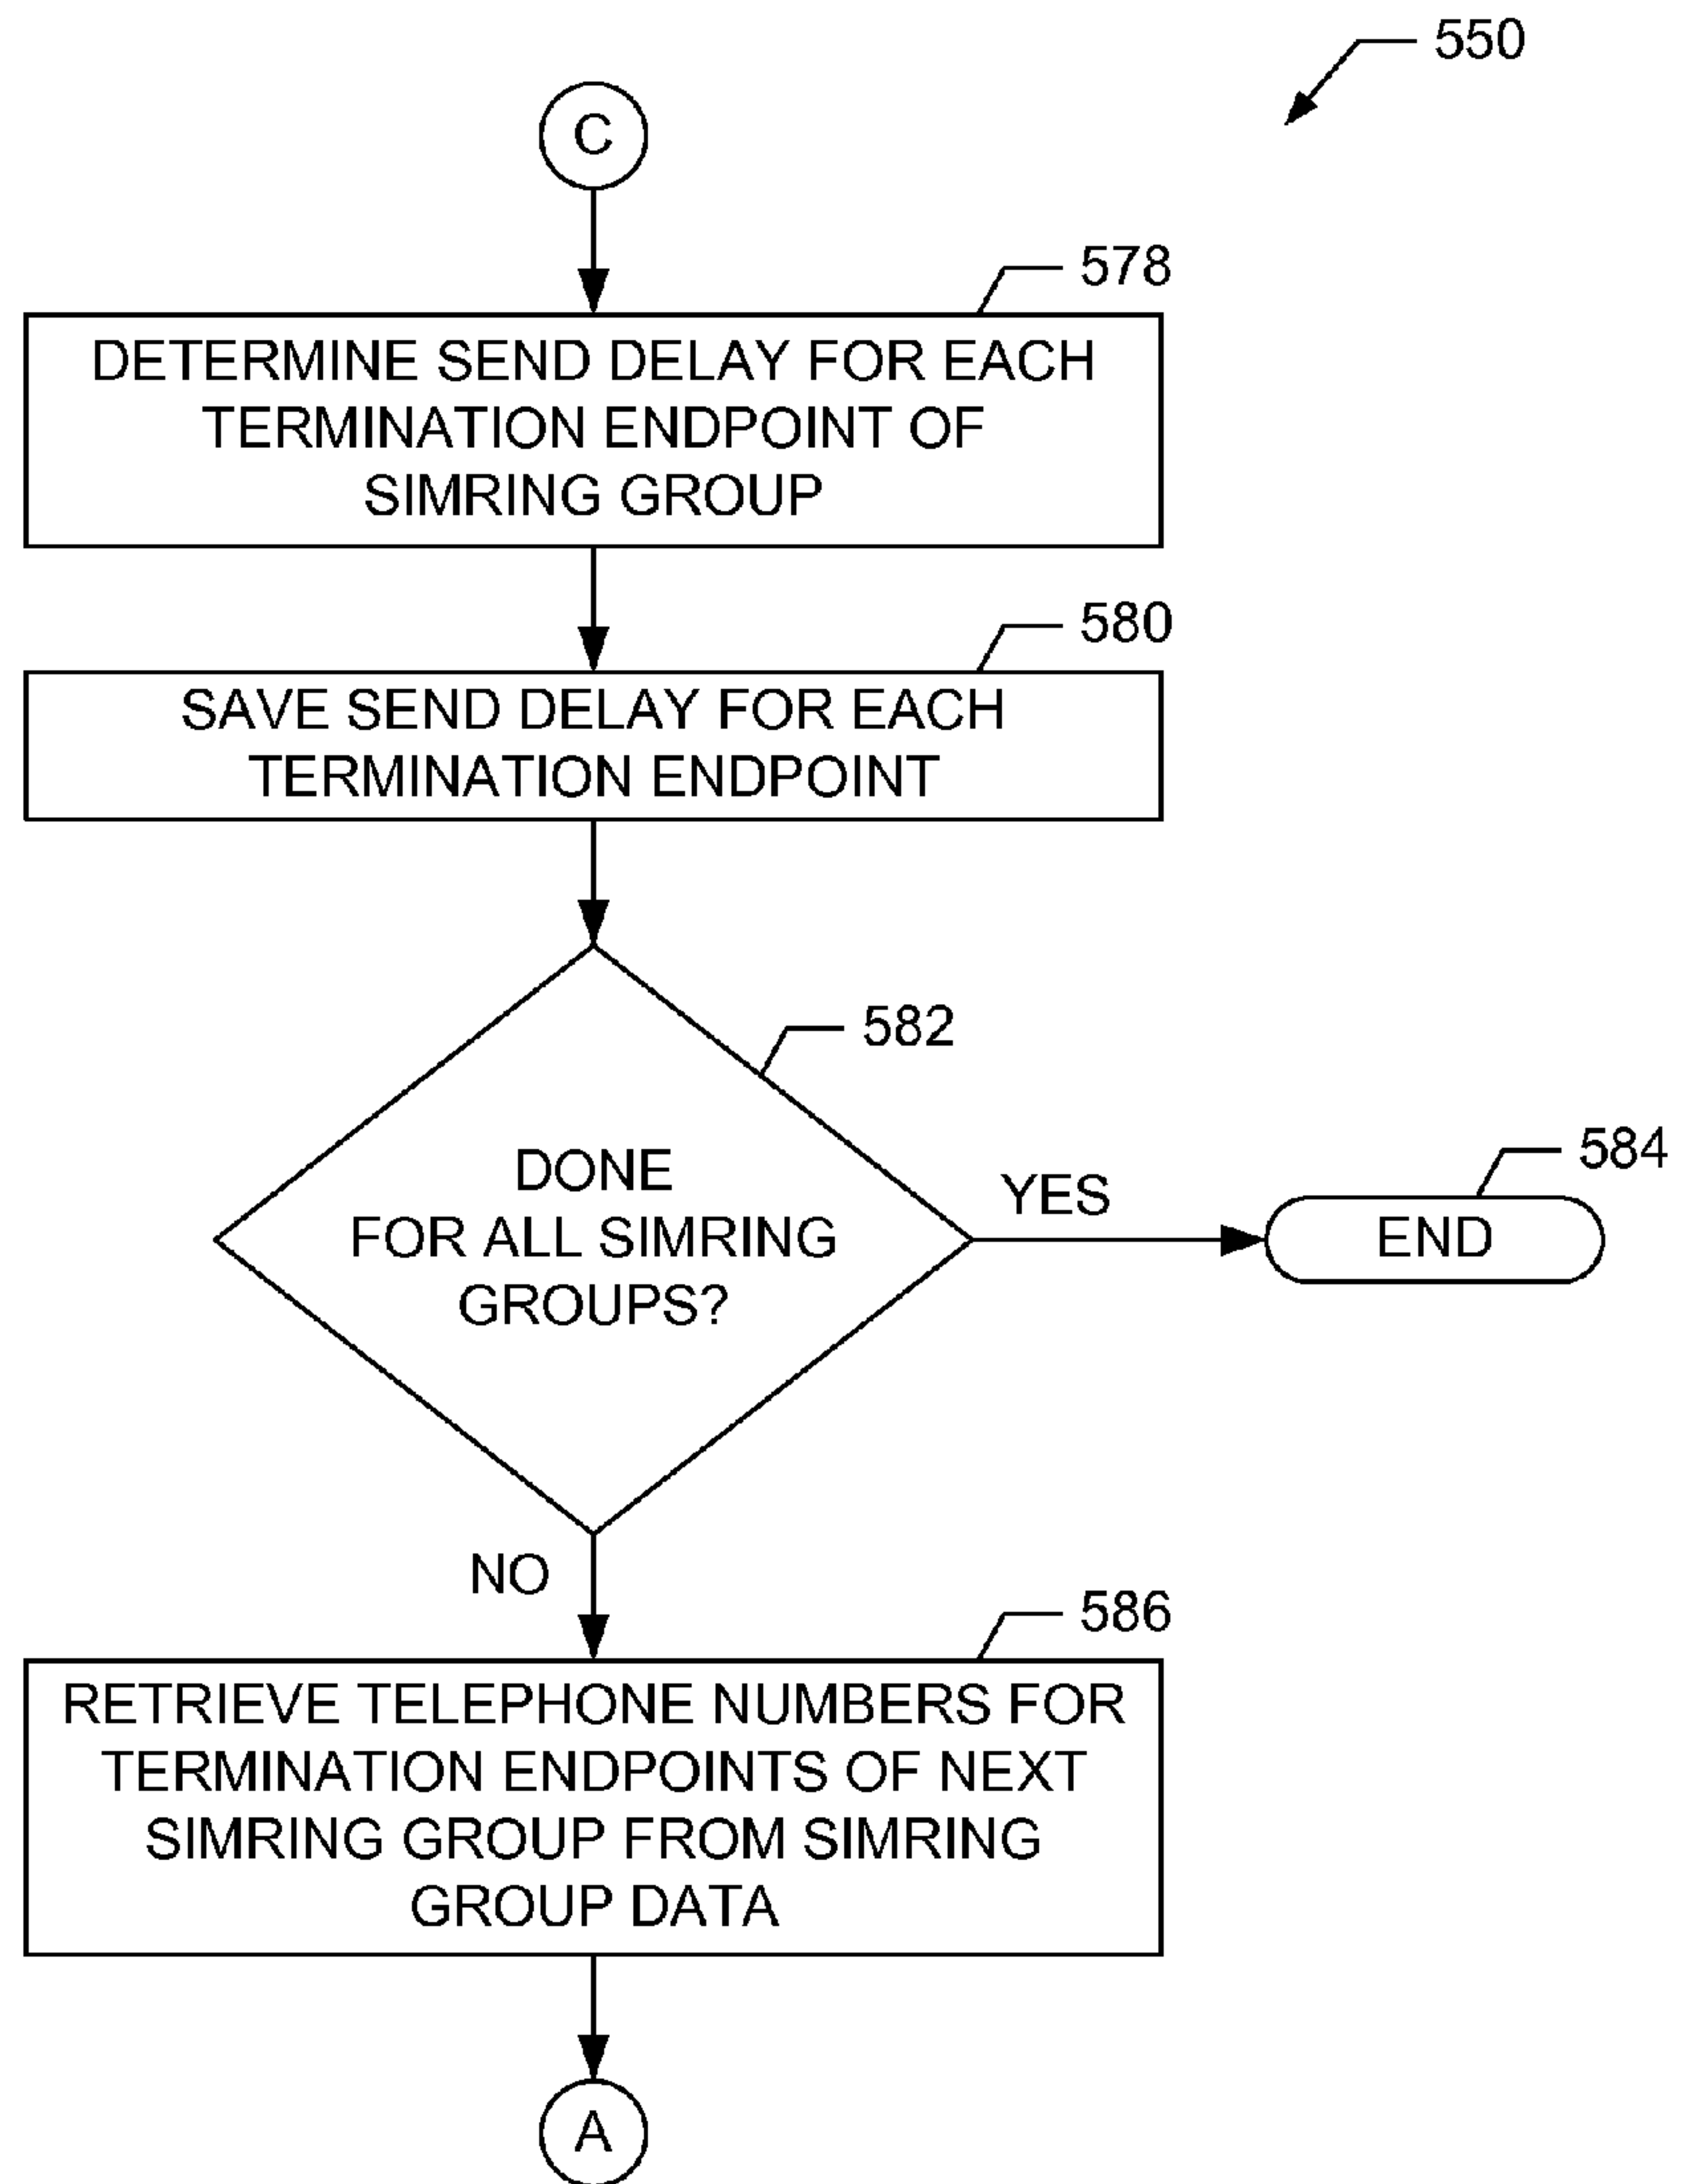 550
C
578
DETERMINE SEND DELAY FOR EACH
TERMINATION ENDPOINT OF
SIMRING GROUP
580
SAVE SEND DELAY FOR EACH
TERMINATION ENDPOINT
582
DONE
FOR ALL SIMRING
GROUPS?
YES
584
END
NO
586
RETRIEVE TELEPHONE NUMBERS FOR
TERMINATION ENDPOINTS OF NEXT
SIMRING GROUP FROM SIMRING
GROUP DATA
A